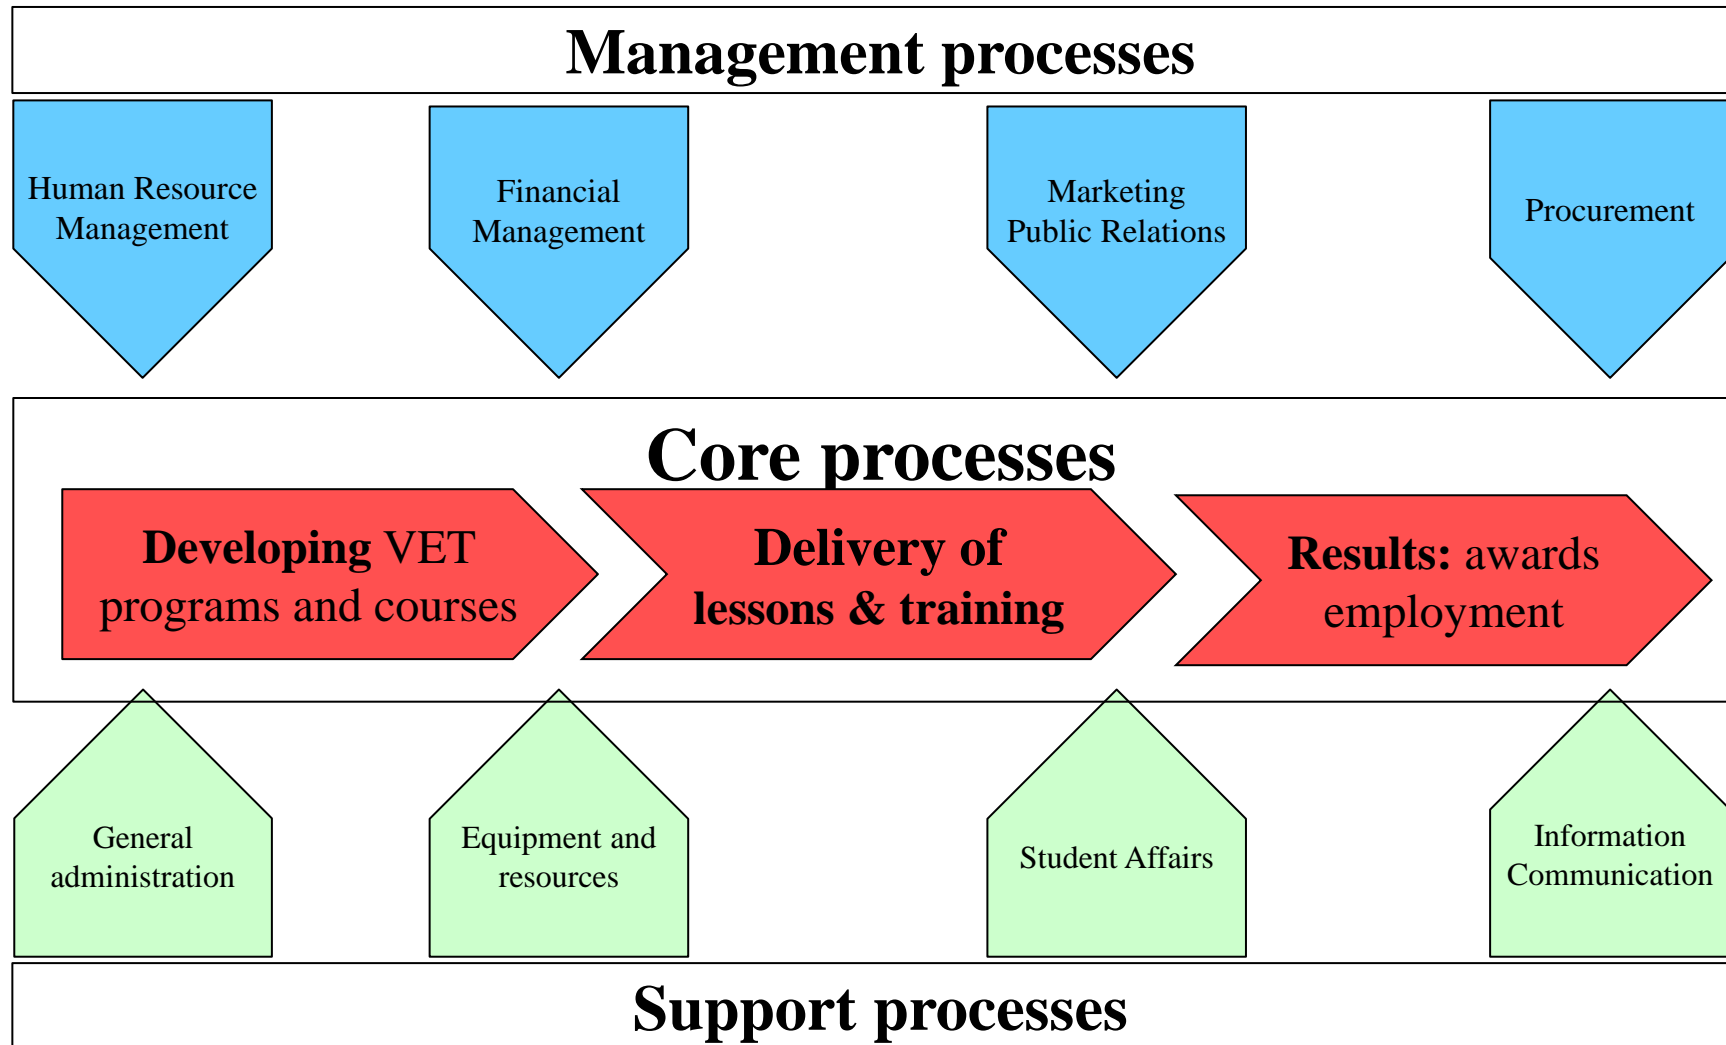 Management processes
Human Resource
Management
Financial
Management
Marketing
Public Relations
Procurement
Core processes
Developing VET
programs and courses
Delivery of
lessons & training
Results: awards
employment
General
administration
Equipment and
resources
Student Affairs
Information
Communication
Support processes